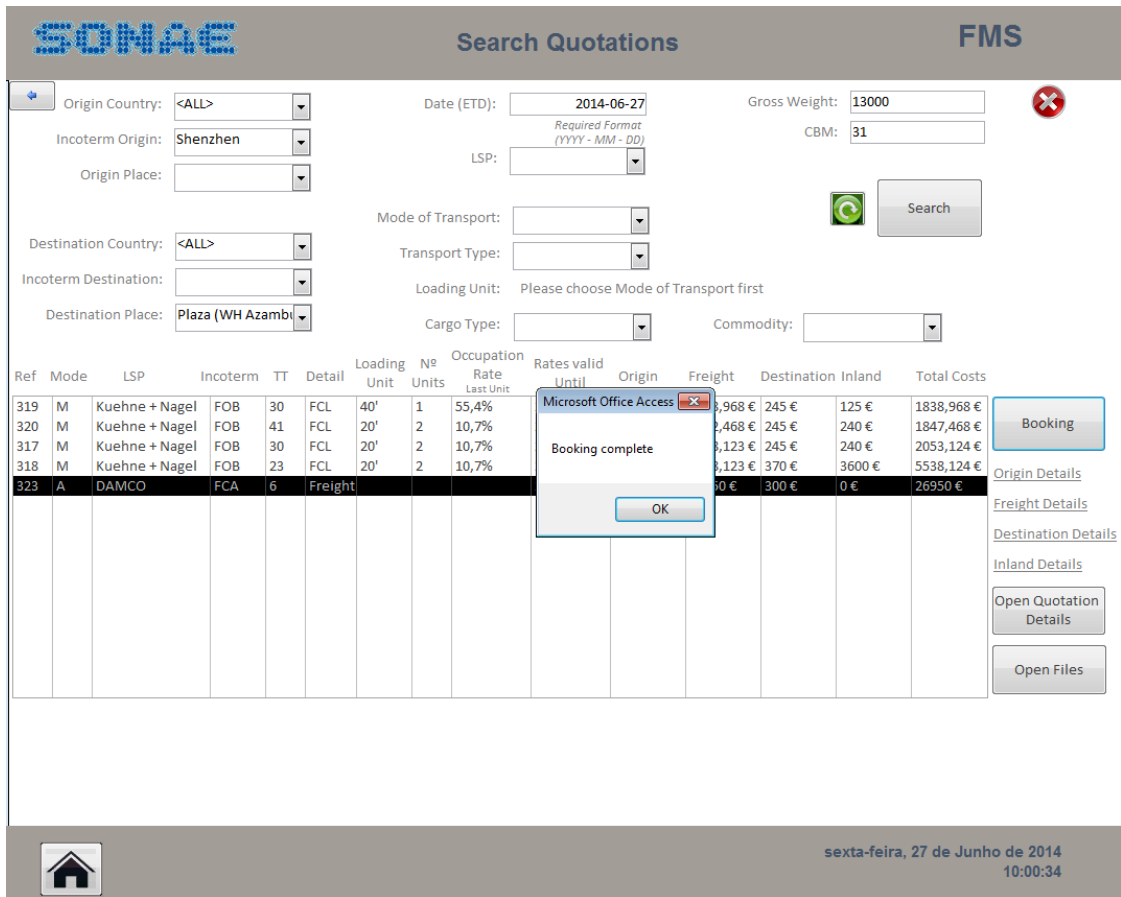 SONAE
Search Quotations
FMS
Origin Country: <ALL>
Date (ETD): 2014-06-27
Gross Weight: 13000
Required Format
(YYYY - MM - DD)
Incoterm Origin: Shenzhen
CBM: 31
LSP:
Origin Place:
Search
Mode of Transport:
Destination Country: <ALL>
Transport Type:
Incoterm Destination:
Loading Unit: Please choose Mode of Transport first
Destination Place: Plaza (WH Azambu
Cargo Type:
Commodity:
Ref Mode LSP Incoterm TT Detail Loading Unit Nº Units Occupation Rate Last Unit Rates valid Until Origin Freight Destination Inland Total Costs
319 M Kuehne + Nagel FOB 30 FCL 40' 1 55,4% ,968 € 245 € 125 € 1838,968 €
320 M Kuehne + Nagel FOB 41 FCL 20' 2 10,7% ,468 € 245 € 240 € 1847,468 €
317 M Kuehne + Nagel FOB 30 FCL 20' 2 10,7% ,123 € 245 € 240 € 2053,124 €
318 M Kuehne + Nagel FOB 23 FCL 20' 2 10,7% ,123 € 370 € 3600 € 5538,124 €
323 A DAMCO FCA 6 Freight 0 € 300 € 0 € 26950 €
Microsoft Office Access
Booking complete
OK
Booking
Origin Details
Freight Details
Destination Details
Inland Details
Open Quotation
Details
Open Files
sexta-feira, 27 de Junho de 2014
10:00:34